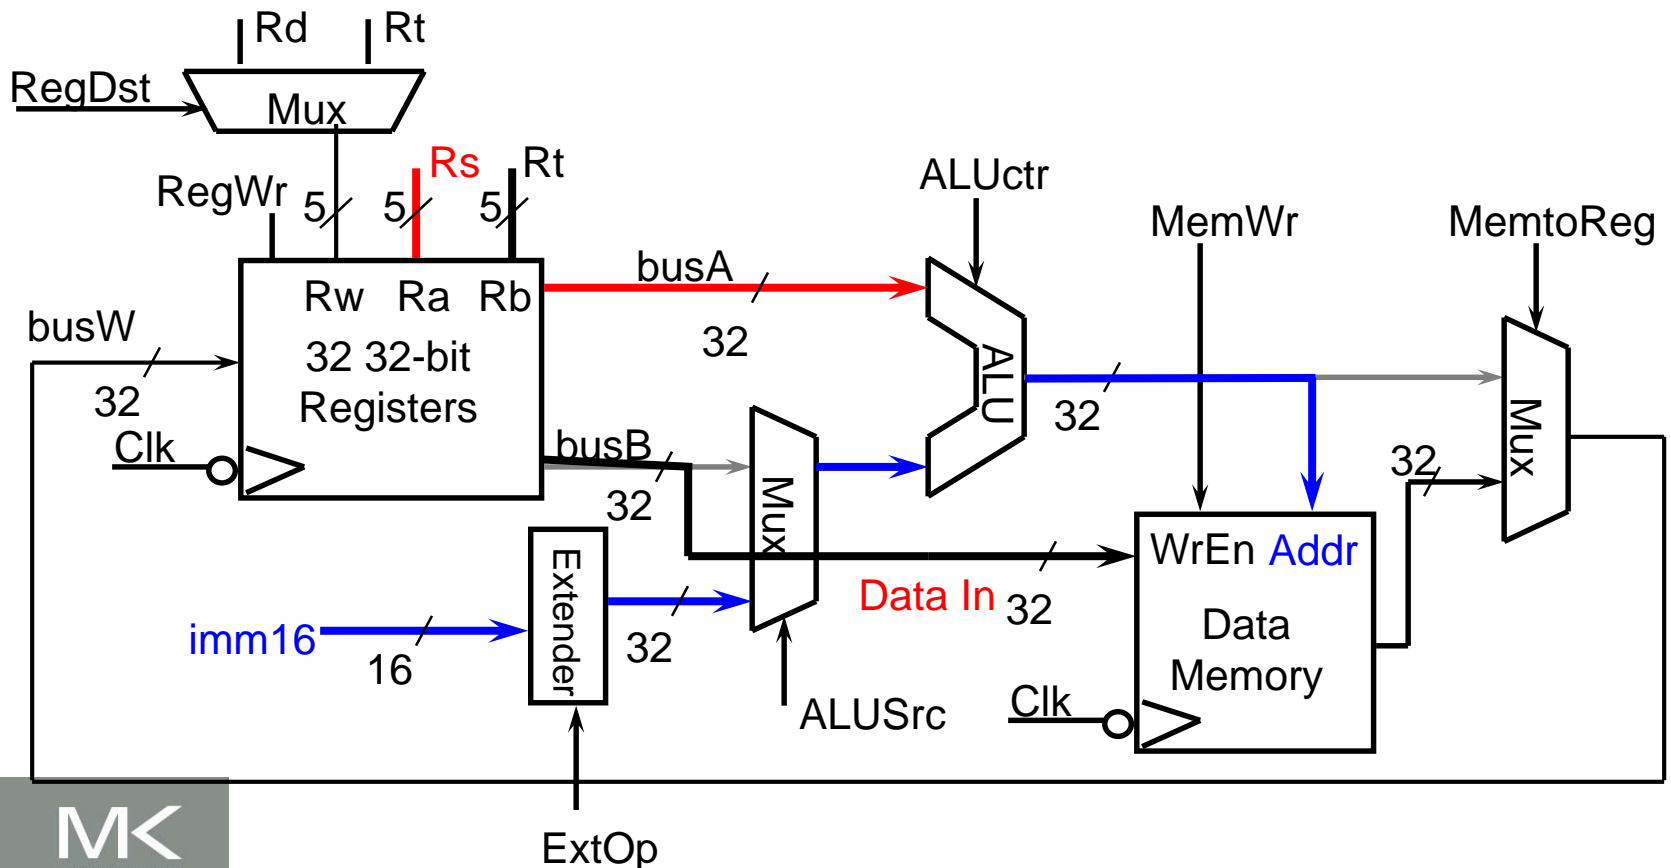 Rd Rt
RegDst
Mux
Rs Rt
RegWr 5 5 5
ALUctr
MemWr MemtoReg
busA
Rw Ra Rb
busW
32
32 32-bit
Registers
32
ALU
32
Clk
busB
32
Mux
32
Mux
WrEn Addr
Extender
Data In 32
imm16
16
32
Data
Memory
Clk
ALUSrc
MK
ExtOp